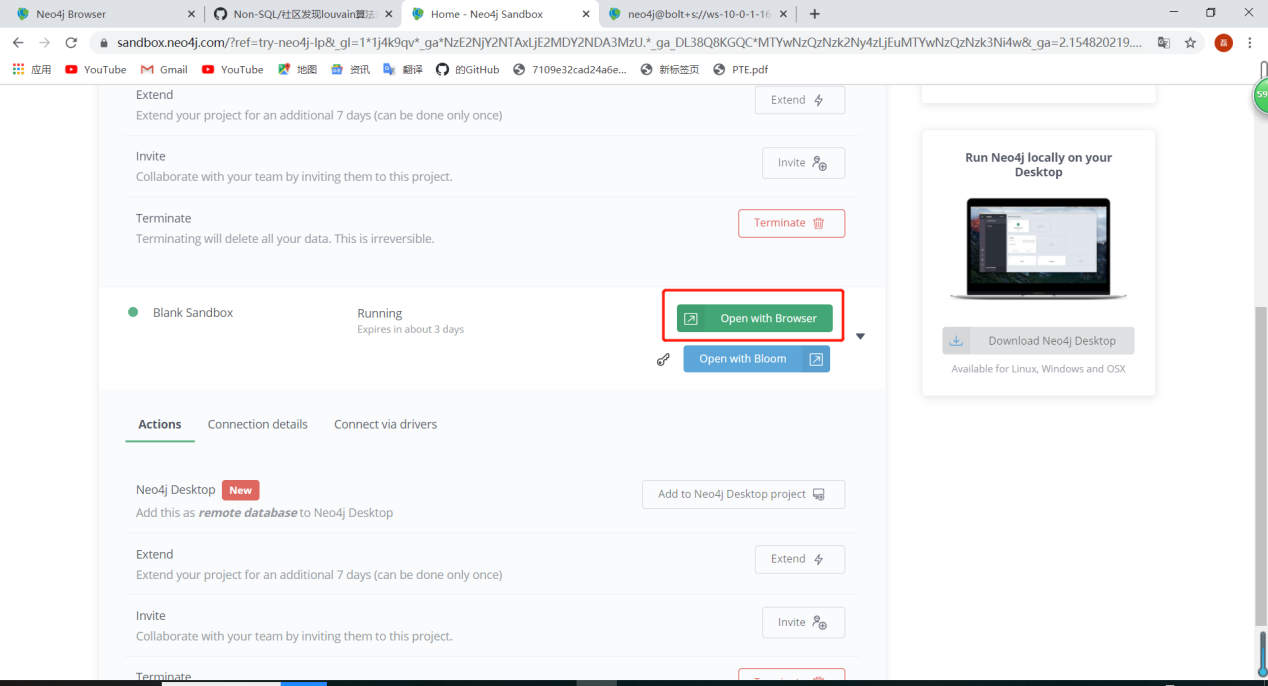 Neo4j Browser
Non-SQL/社区发现louvain算法
Home - Neo4j Sandbox
neo4j@bolt+s://ws-10-0-1-16
sandbox.neo4j.com/?ref=try-neo4j-lp&_gl=1*1j4k9qv*_ga*NzE2NjY2NTAxLjE2MDY2NDA3MzU.*_ga_DL38Q8KGQC*MTYwNzQzNzk2Ny4zLjEuMTYwNzQzNzk3Ni4w&_ga=2.154820219....
应用
YouTube
Gmail
YouTube
地图
资讯
翻译
的GitHub
7109e32cad24a6e...
新标签页
PTE.pdf
59
Extend
Extend your project for an additional 7 days (can be done only once)
Extend
Invite
Collaborate with your team by inviting them to this project.
Invite
Terminate
Terminating will delete all your data. This is irreversible.
Terminate
Blank Sandbox
Running
Expires in about 3 days
Open with Browser
Open with Bloom
Actions
Connection details
Connect via drivers
Neo4j Desktop New
Add this as remote database to Neo4j Desktop
Add to Neo4j Desktop project
Extend
Extend your project for an additional 7 days (can be done only once)
Extend
Invite
Collaborate with your team by inviting them to this project.
Invite
Terminate
Run Neo4j locally on your
Desktop
Download Neo4j Desktop
Available for Linux, Windows and OSX